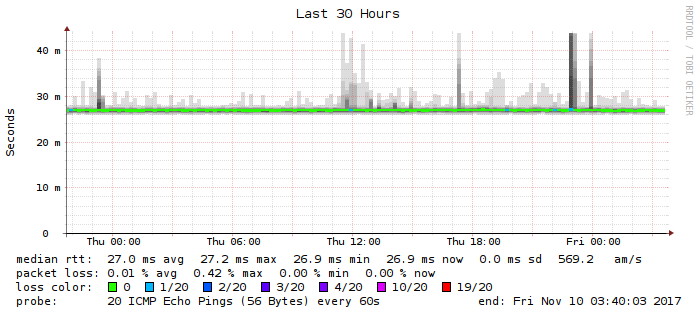 Last 30 Hours
RRDTOOL / TOBI OETIKER
Seconds
40 m
30 m
20 m
10 m
0
Thu 00:00 Thu 06:00 Thu 12:00 Thu 18:00 Fri 00:00
median rtt: 27.0 ms avg 27.2 ms max 26.9 ms min 26.9 ms now 0.0 ms sd 569.2 am/s
packet loss: 0.01 % avg 0.42 % max 0.00 % min 0.00 % now
loss color: 0 1/20 2/20 3/20 4/20 10/20 19/20
probe: 20 ICMP Echo Pings (56 Bytes) every 60s end: Fri Nov 10 03:40:03 2017